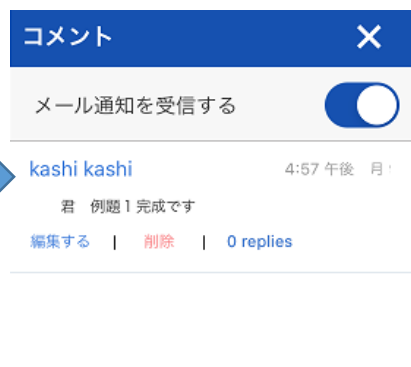 コメント
メール通知を受信する
kashi kashi 4:57 午後 月
君 例題1完成です
編集する | 削除 | 0 replies